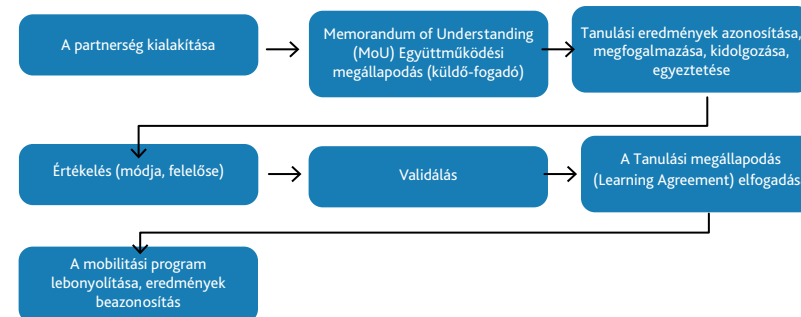 A partnerség kialakítása
Memorandum of Understanding
(MoU) Együttműködési
megállapodás (küldő-fogadó)
Tanulási eredmények azonosítása,
megfogalmazása, kidolgozása,
egyeztetése
Értékelés (módja, felelőse)
Validálás
A Tanulási megállapodás
(Learning Agreement) elfogadás
A mobilitási program
lebonyolítása, eredmények
beazonosítás